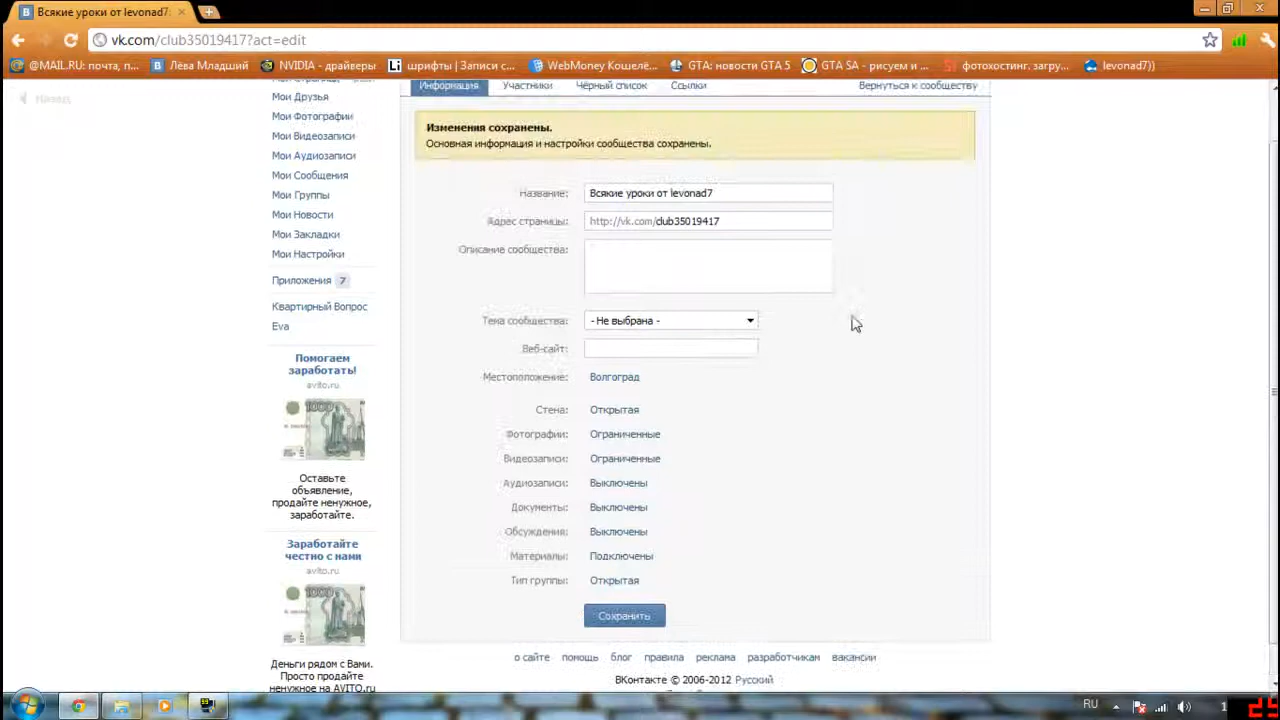 Всякие уроки от levonad7:
vk.com/club35019417?act=edit
@MAIL.RU: почта, п...
Лёва Младший
NVIDIA - драйверы
шрифты | Записи с...
WebMoney Кошелё...
GTA: новости GTA 5
GTA SA - рисуем и ...
фотохостинг. загру...
levonad7))
Назад
Мои Друзья
Мои Фотографии
Мои Видеозаписи
Мои Аудиозаписи
Мои Сообщения
Мои Группы
Мои Новости
Мои Закладки
Мои Настройки
Приложения 7
Квартирный Вопрос
Eva
Помогаем
заработать!
avito.ru
1000
Оставьте
объявление,
продайте ненужное,
заработайте.
Заработайте
честно с нами
avito.ru
1000
Деньги рядом с Вами.
Просто продайте
ненужное на AVITO.ru
Информация Участники Чёрный список Ссылки Вернуться к сообществу
Изменения сохранены.
Основная информация и настройки сообщества сохранены.
Название: Всякие уроки от levonad7
Адрес страницы: http://vk.com/club35019417
Описание сообщества:
Тема сообщества: - Не выбрана -
Веб-сайт:
Местоположение: Волгоград
Стена: Открытая
Фотографии: Ограниченные
Видеозаписи: Ограниченные
Аудиозаписи: Выключены
Документы: Выключены
Обсуждения: Выключены
Материалы: Подключены
Тип группы: Открытая
Сохранить
о сайте помощь блог правила реклама разработчикам вакансии
ВКонтакте © 2006-2012 Русский
RU